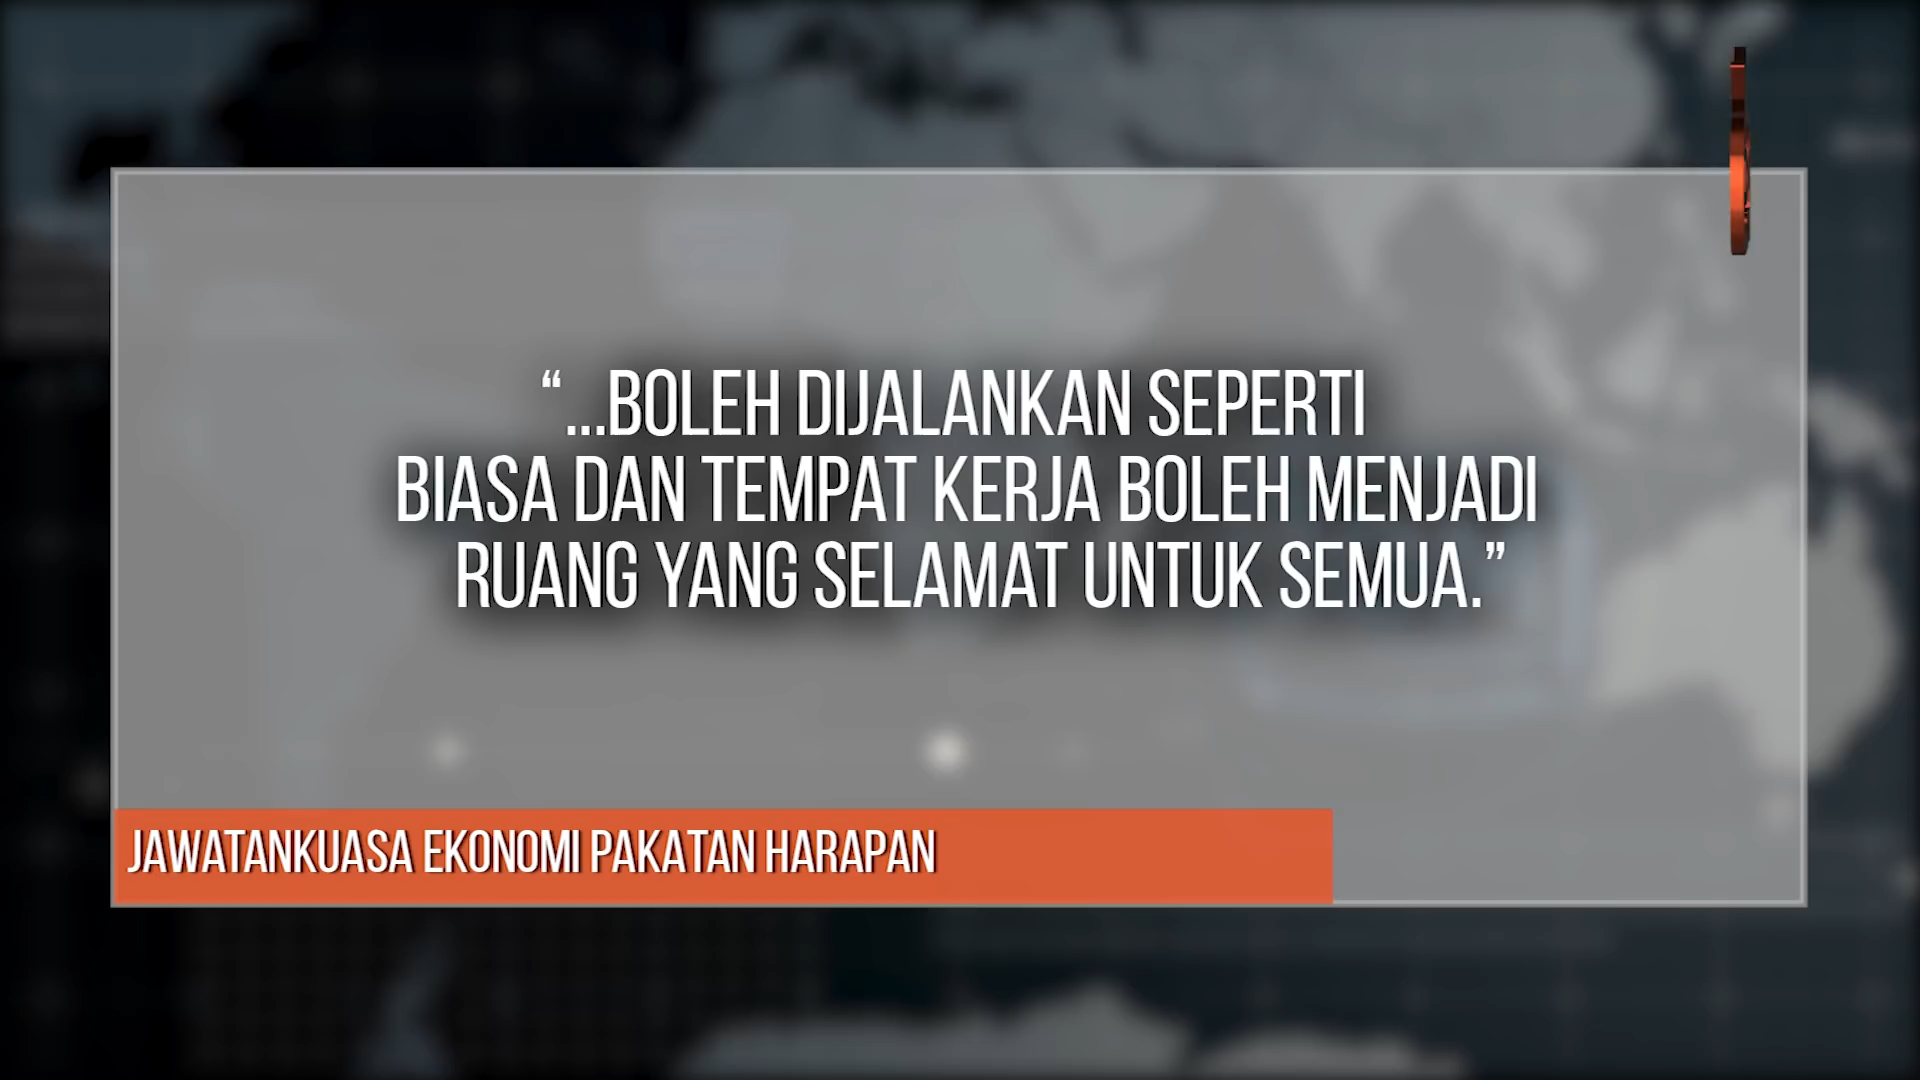 “...BOLEH DIJALANKAN SEPERTI
BIASA DAN TEMPAT KERJA BOLEH MENJADI
RUANG YANG SELAMAT UNTUK SEMUA.”
JAWATANKUASA EKONOMI PAKATAN HARAPAN